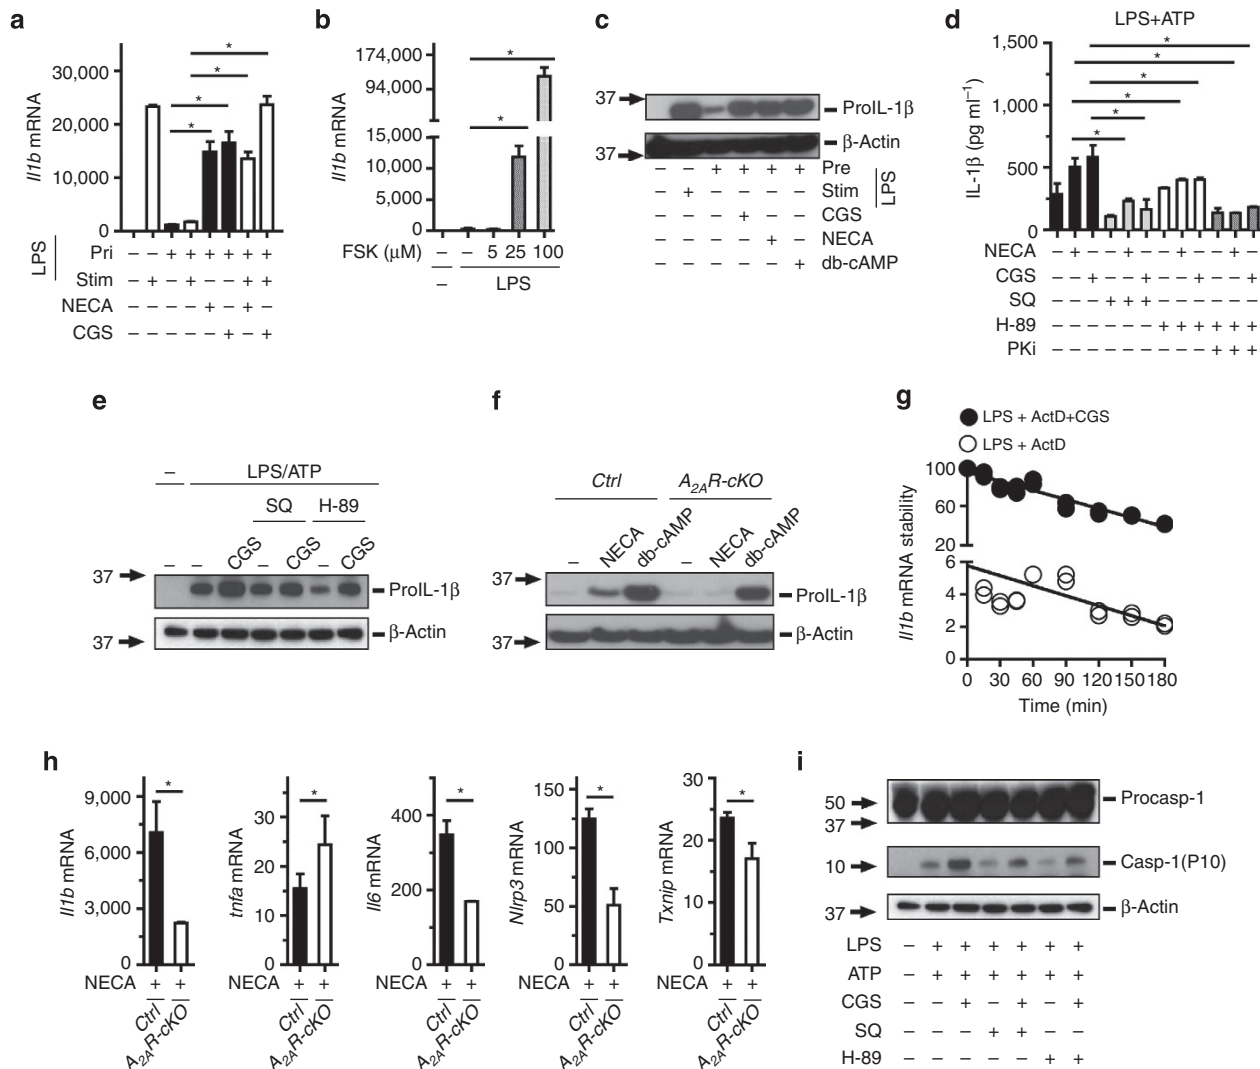 a
Il1b mRNA
30,000
20,000
10,000
0
* * * *
LPS
Pri – – + + + + + +
Stim – + – + – – + +
NECA – – – – + – + –
CGS – – – – – + – +
b
Il1b mRNA
174,000
94,000
15,000
10,000
5,000
0
* *
FSK (μM) – – 5 25 100
– LPS
c
37
ProIL-1β
37
β-Actin
Pre – – + + + +
Stim – + – – – –
LPS
CGS – – – + – –
NECA – – – – + –
db-cAMP – – – – – +
d
LPS+ATP
IL-1β (pg ml⁻¹)
1,500
1,000
500
0
* * * * * *
NECA – + – – + – – + – – + –
CGS – – + – – + – – + – – +
SQ – – – + + + – – – – – –
H-89 – – – – – – + + + + + +
PKi – – – – – – – – – + + +
e
– LPS/ATP
SQ H-89
– CGS – CGS – CGS
37
ProIL-1β
37
β-Actin
f
Ctrl A2AR-cKO
– NECA db-cAMP – NECA db-cAMP
37
ProIL-1β
37
β-Actin
g
LPS + ActD+CGS
LPS + ActD
Il1b mRNA stability
100
60
20
6
4
2
0
0 30 60 90 120 150 180
Time (min)
h
Il1b mRNA
9,000
6,000
3,000
0
*
NECA + +
Ctrl A2AR-cKO
tnfa mRNA
30
20
10
0
*
NECA + +
Ctrl A2AR-cKO
Il6 mRNA
400
200
0
*
NECA + +
Ctrl A2AR-cKO
Nlrp3 mRNA
150
100
50
0
*
NECA + +
Ctrl A2AR-cKO
Txnip mRNA
30
20
10
0
*
NECA + +
Ctrl A2AR-cKO
i
50
Procasp-1
37
10
Casp-1(P10)
37
β-Actin
LPS – + + + + + +
ATP – + + + + + +
CGS – – + – + – +
SQ – – – + + – –
H-89 – – – – – + +